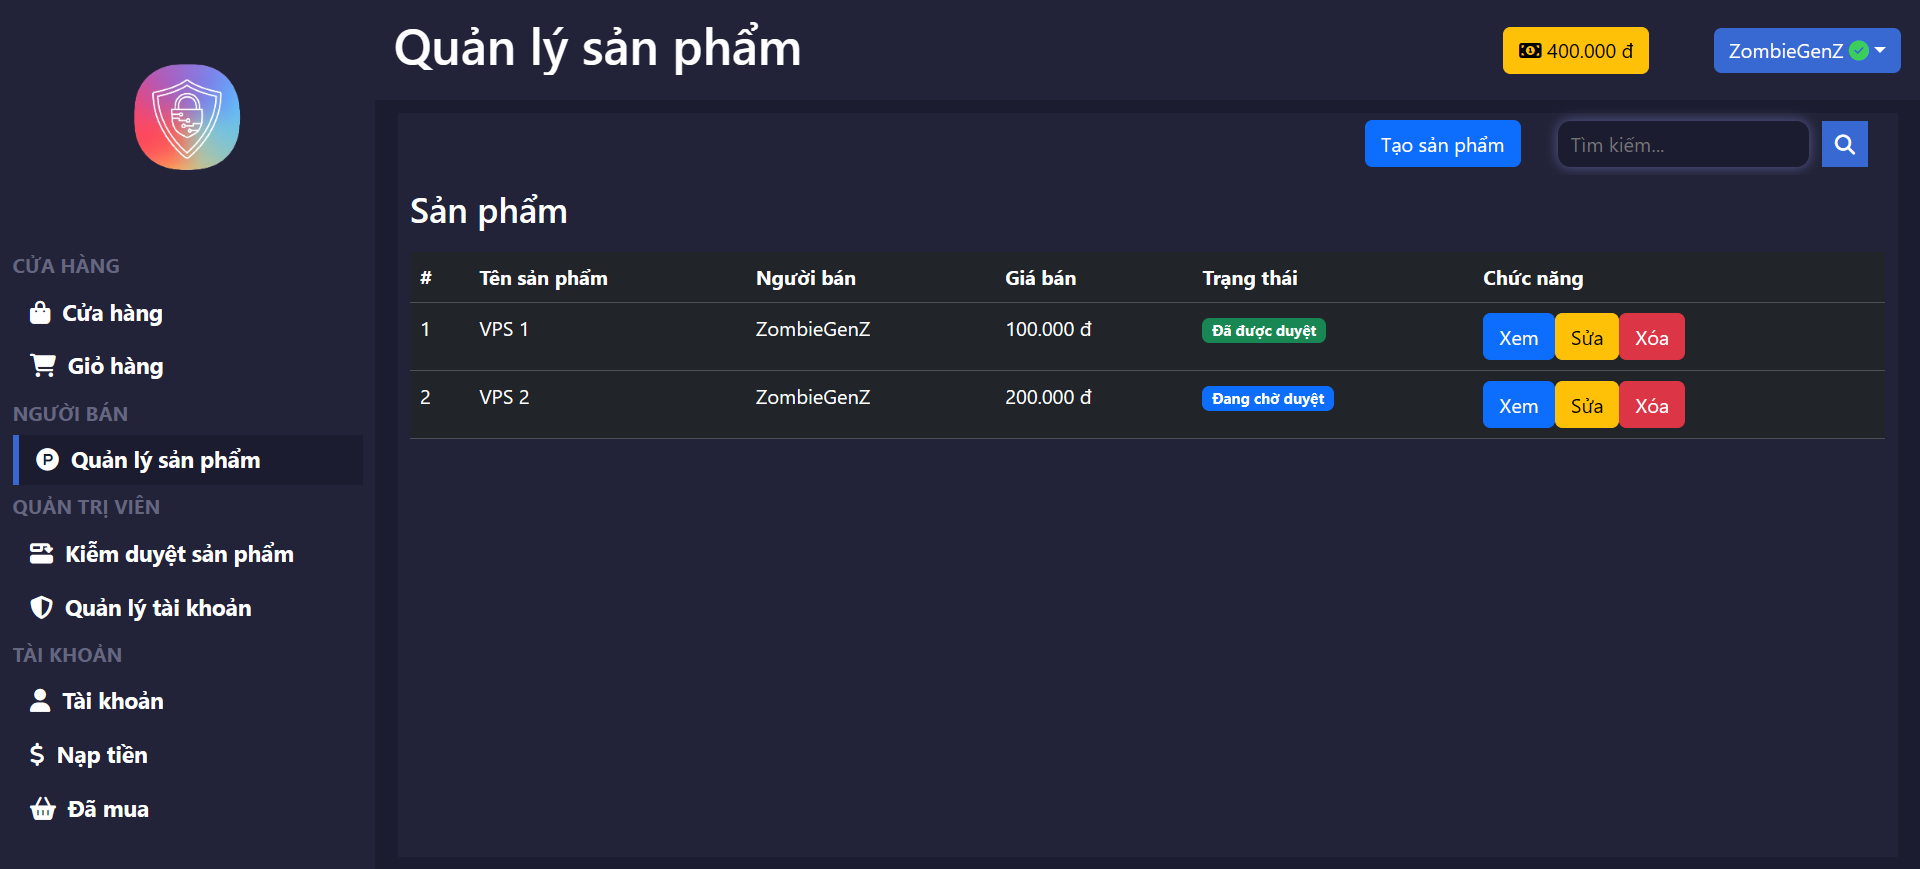 Quản lý sản phẩm
400.000 đ
ZombieGenZ
Tạo sản phẩm
Tìm kiếm...
CỬA HÀNG
Cửa hàng
Giỏ hàng
NGƯỜI BÁN
Quản lý sản phẩm
QUẢN TRỊ VIÊN
Kiễm duyệt sản phẩm
Quản lý tài khoản
TÀI KHOẢN
Tài khoản
Nạp tiền
Đã mua
Sản phẩm
# Tên sản phẩm Người bán Giá bán Trạng thái Chức năng
1 VPS 1 ZombieGenZ 100.000 đ Đã được duyệt Xem Sửa Xóa
2 VPS 2 ZombieGenZ 200.000 đ Đang chờ duyệt Xem Sửa Xóa